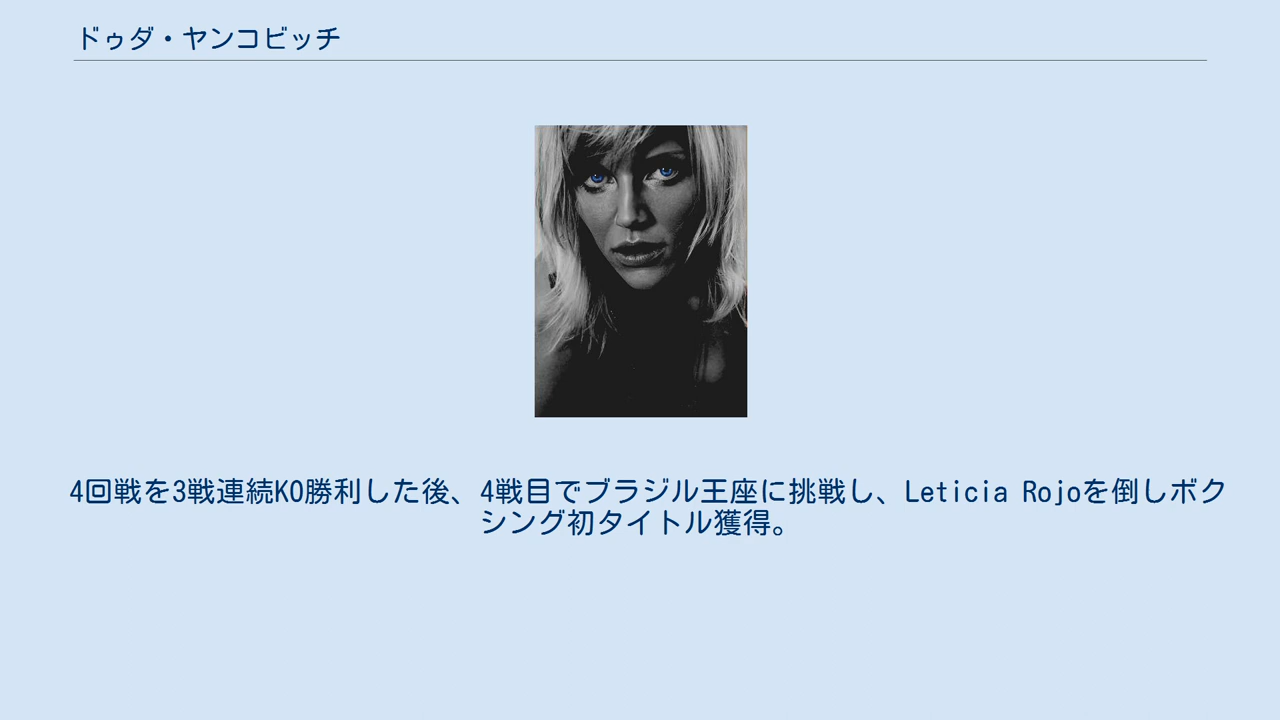 ドゥダ・ヤンコビッチ
4回戦を3戦連続KO勝利した後、4戦目でブラジル王座に挑戦し、Leticia Rojoを倒しボク
シング初タイトル獲得。